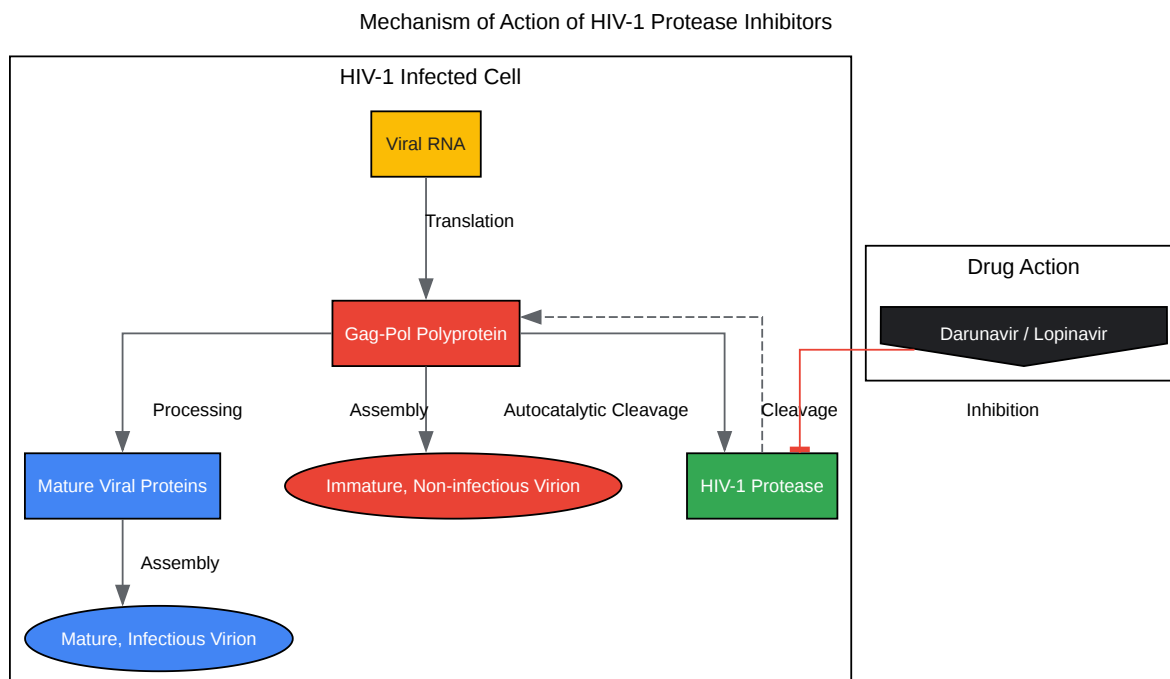 Mechanism of Action of HIV-1 Protease Inhibitors
HIV-1 Infected Cell
Viral RNA
Translation
Drug Action
Darunavir / Lopinavir
Gag-Pol Polyprotein
Processing
Assembly
Autocatalytic Cleavage
Cleavage
Inhibition
Mature Viral Proteins
Immature, Non-infectious Virion
HIV-1 Protease
Assembly
Mature, Infectious Virion